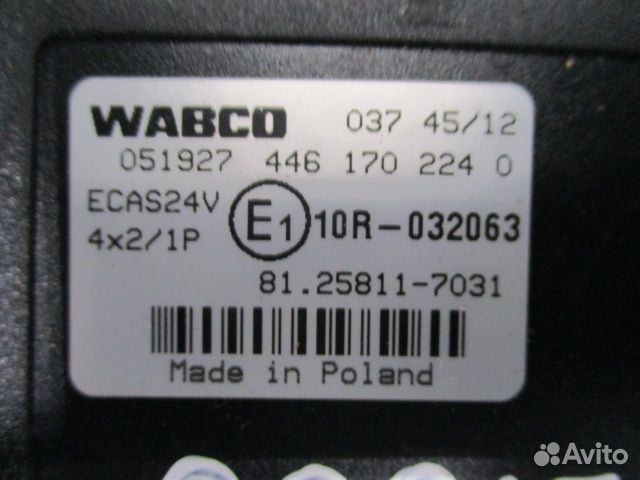 WABCO 037 45/12
051927 446 170 224 0
ECAS24V
4x2/1P
E1 10R-032063
81.25811-7031
Made in Poland
Avito